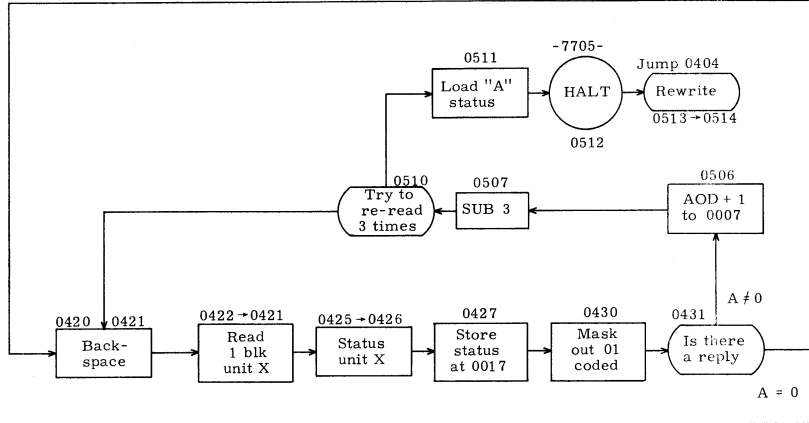 -7705-
0511
Jump 0404
Load "A"
status
HALT
Rewrite
0513→0514
0512
0506
0510
0507
Try to
re-read
3 times
SUB 3
AOD + 1
to 0007
A ≠ 0
0420 0421
0422→0421
0425→0426
0427
0430
0431
Back-
space
Read
1 blk
unit X
Status
unit X
Store
status
at 0017
Mask
out 01
coded
Is there
a reply
A = 0